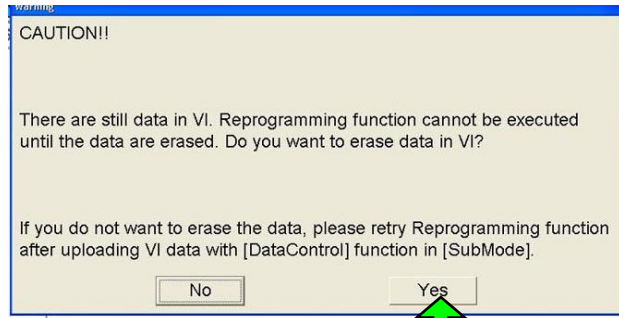 Warning
CAUTION!!
There are still data in VI. Reprogramming function cannot be executed
until the data are erased. Do you want to erase data in VI?
If you do not want to erase the data, please retry Reprogramming function
after uploading VI data with [DataControl] function in [SubMode].
No
Yes